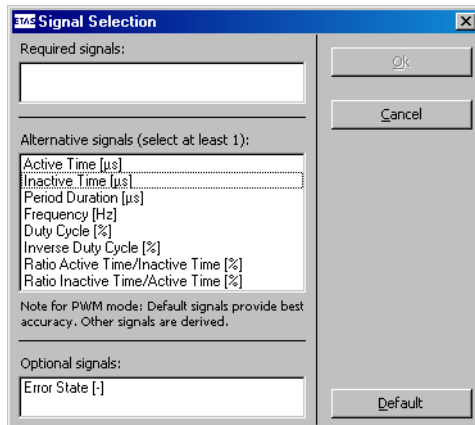 ETAS Signal Selection
Required signals:
Ok
Cancel
Alternative signals (select at least 1):
Active Time [µs]
Inactive Time [µs]
Period Duration [µs]
Frequency [Hz]
Duty Cycle [%]
Inverse Duty Cycle [%]
Ratio Active Time/Inactive Time [%]
Ratio Inactive Time/Active Time [%]
Note for PWM mode: Default signals provide best
accuracy. Other signals are derived.
Optional signals:
Error State [-]
Default